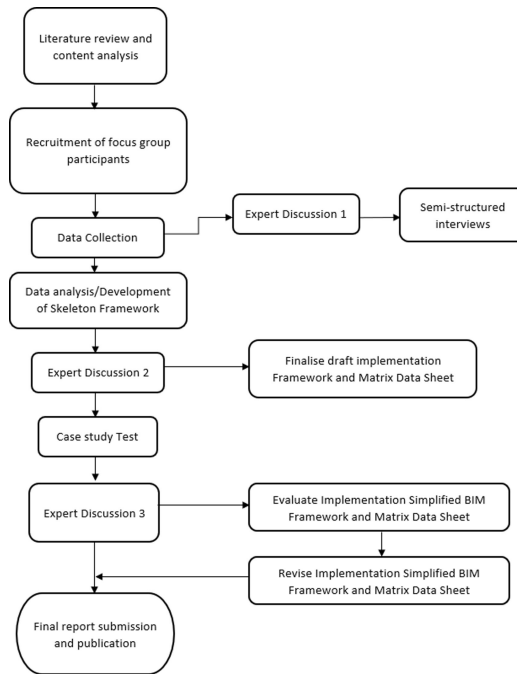 Literature review and
content analysis
Recruitment of focus group
participants
Data Collection
Expert Discussion 1
Semi-structured
interviews
Data analysis/Development
of Skeleton Framework
Expert Discussion 2
Finalise draft implementation
Framework and Matrix Data Sheet
Case study Test
Expert Discussion 3
Evaluate Implementation Simplified BIM
Framework and Matrix Data Sheet
Revise Implementation Simplified BIM
Framework and Matrix Data Sheet
Final report submission
and publication